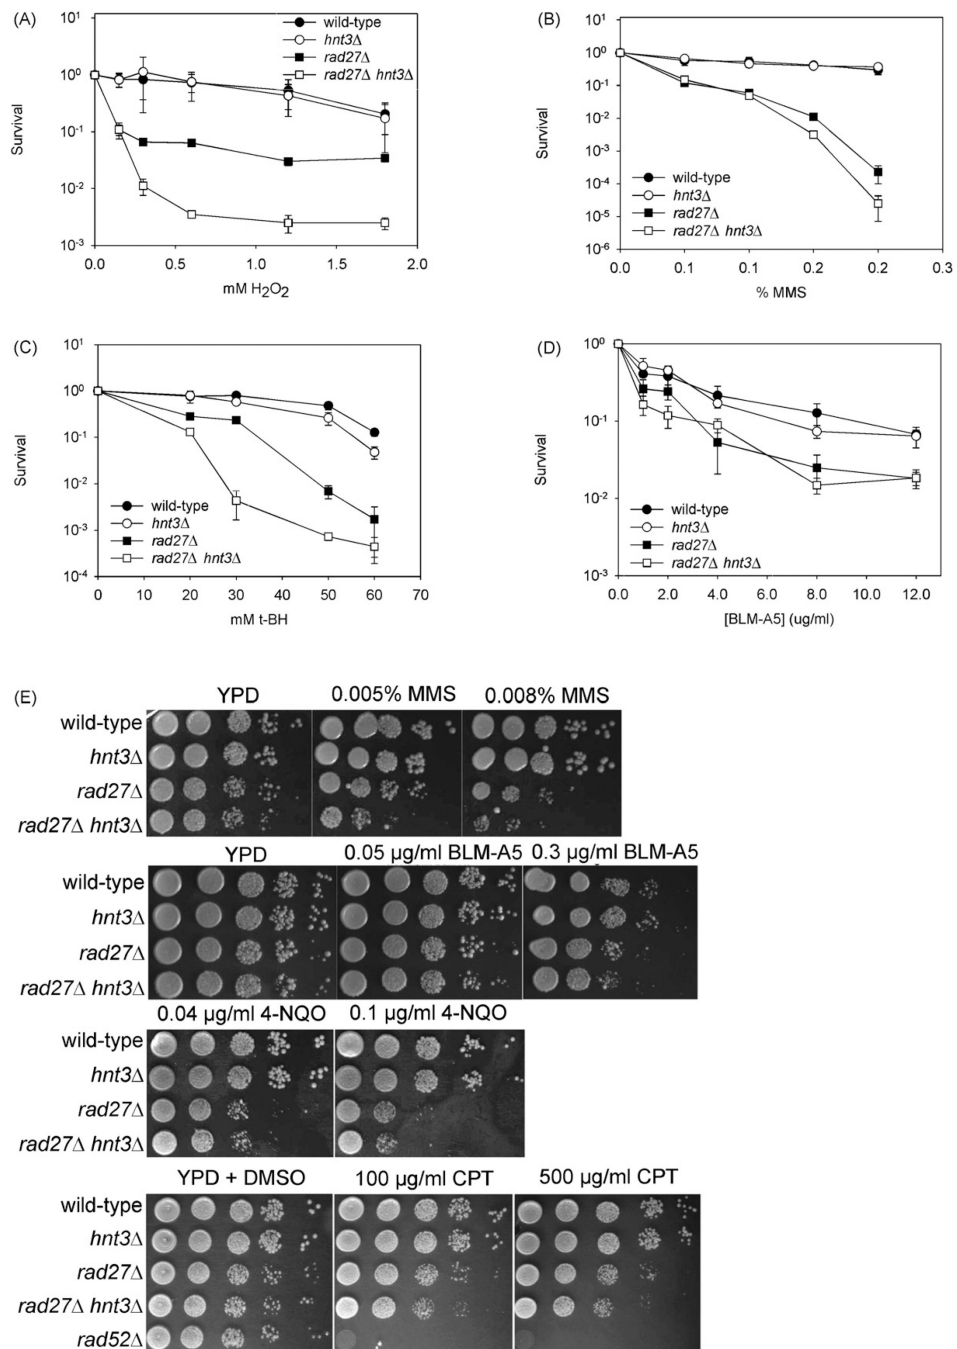 (A)
10¹
10⁰
10⁻¹
10⁻²
10⁻³
Survival
0.0 0.5 1.0 1.5 2.0
mM H₂O₂
wild-type
hnt3Δ
rad27Δ
rad27Δ hnt3Δ
(B)
10¹
10⁰
10⁻¹
10⁻²
10⁻³
10⁻⁴
10⁻⁵
10⁻⁶
Survival
wild-type
hnt3Δ
rad27Δ
rad27Δ hnt3Δ
0.0 0.1 0.1 0.2 0.2 0.3
% MMS
(C)
10¹
10⁰
10⁻¹
10⁻²
10⁻³
10⁻⁴
Survival
wild-type
hnt3Δ
rad27Δ
rad27Δ hnt3Δ
0 10 20 30 40 50 60 70
mM t-BH
(D)
10⁰
10⁻¹
10⁻²
10⁻³
Survival
wild-type
hnt3Δ
rad27Δ
rad27Δ hnt3Δ
0.0 2.0 4.0 6.0 8.0 10.0 12.0
[BLM-A5] (ug/ml)
(E)
YPD 0.005% MMS 0.008% MMS
wild-type
hnt3Δ
rad27Δ
rad27Δ hnt3Δ
YPD 0.05 µg/ml BLM-A5 0.3 µg/ml BLM-A5
wild-type
hnt3Δ
rad27Δ
rad27Δ hnt3Δ
0.04 µg/ml 4-NQO 0.1 µg/ml 4-NQO
wild-type
hnt3Δ
rad27Δ
rad27Δ hnt3Δ
YPD + DMSO 100 µg/ml CPT 500 µg/ml CPT
wild-type
hnt3Δ
rad27Δ
rad27Δ hnt3Δ
rad52Δ